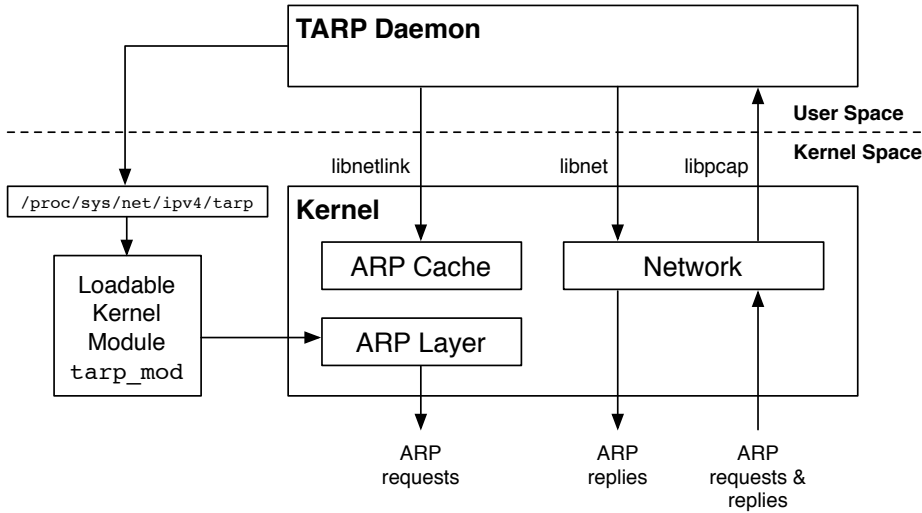 TARP Daemon
User Space
Kernel Space
libnetlink
libnet
libpcap
/proc/sys/net/ipv4/tarp
Kernel
ARP Cache
Network
Loadable
Kernel
Module
tarp_mod
ARP Layer
ARP
requests
ARP
replies
ARP
requests &
replies